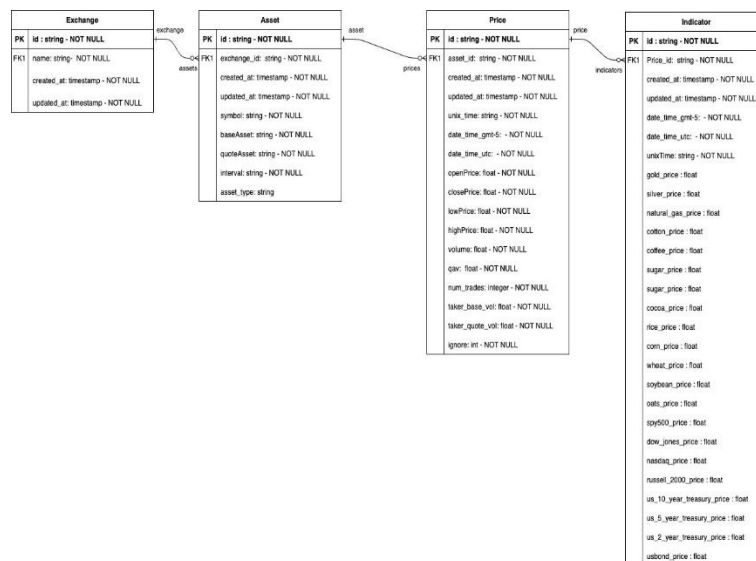 Exchange
PK id : string - NOT NULL
FK1 name: string- NOT NULL
created_at: timestamp - NOT NULL
updated_at: timestamp - NOT NULL
exchange
assets
Asset
PK id : string - NOT NULL
FK1 exchange_id: string - NOT NULL
created_at: timestamp - NOT NULL
updated_at: timestamp - NOT NULL
symbol: string - NOT NULL
baseAsset: string - NOT NULL
quoteAsset: string - NOT NULL
interval: string - NOT NULL
asset_type: string
asset
prices
Price
PK id : string - NOT NULL
FK1 asset_id: string - NOT NULL
created_at: timestamp - NOT NULL
updated_at: timestamp - NOT NULL
unix_time: string - NOT NULL
date_time_gmt-5: - NOT NULL
date_time_utc: - NOT NULL
openPrice: float - NOT NULL
closePrice: float - NOT NULL
lowPrice: float - NOT NULL
highPrice: float - NOT NULL
volume: float - NOT NULL
qav: float - NOT NULL
num_trades: integer - NOT NULL
taker_base_vol: float - NOT NULL
taker_quote_vol: float - NOT NULL
ignore: int - NOT NULL
price
indicators
Indicator
PK id : string - NOT NULL
FK1 Price_id: string - NOT NULL
created_at: timestamp - NOT NULL
updated_at: timestamp - NOT NULL
date_time_gmt-5: - NOT NULL
date_time_utc: - NOT NULL
unixTime: string - NOT NULL
gold_price : float
silver_price : float
natural_gas_price : float
cotton_price : float
coffee_price : float
sugar_price : float
sugar_price : float
cocoa_price : float
rice_price : float
corn_price : float
wheat_price : float
soybean_price : float
oats_price : float
spy500_price : float
dow_jones_price : float
nasdaq_price : float
russell_2000_price : float
us_10_year_treasury_price : float
us_5_year_treasury_price : float
us_2_year_treasury_price : float
usbond_price : float